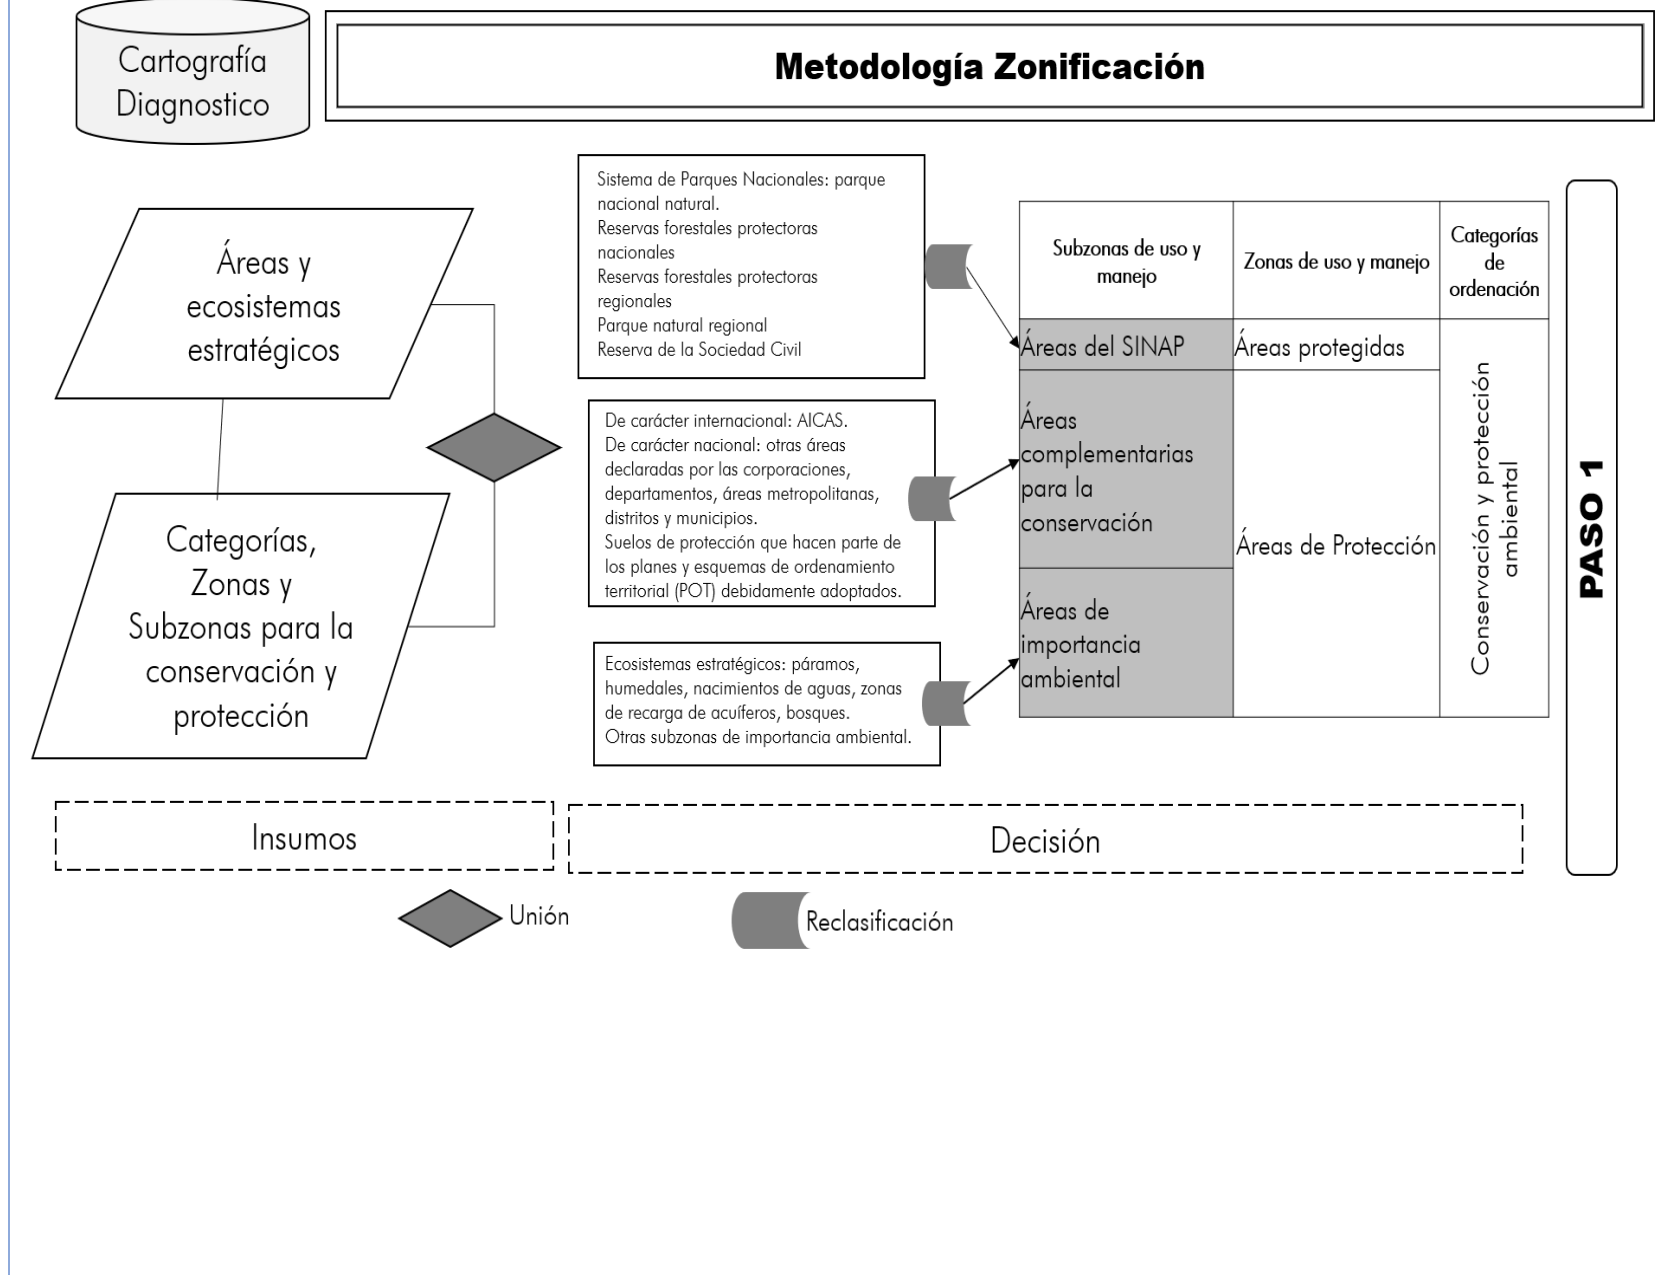 Cartografía
Diagnostico
Metodología Zonificación
Áreas y
ecosistemas
estratégicos
Categorías,
Zonas y
Subzonas para la
conservación y
protección
Sistema de Parques Nacionales: parque
nacional natural.
Reservas forestales protectoras
nacionales
Reservas forestales protectoras
regionales
Parque natural regional
Reserva de la Sociedad Civil
De carácter internacional: AICAS.
De carácter nacional: otras áreas
declaradas por las corporaciones,
departamentos, áreas metropolitanas,
distritos y municipios.
Suelos de protección que hacen parte de
los planes y esquemas de ordenamiento
territorial (POT) debidamente adoptados.
Ecosistemas estratégicos: páramos,
humedales, nacimientos de aguas, zonas
de recarga de acuíferos, bosques.
Otras subzonas de importancia ambiental.
Subzonas de uso y
manejo
Zonas de uso y manejo
Categorías
de
ordenación
Áreas del SINAP
Áreas protegidas
Áreas
complementarias
para la
conservación
Áreas de Protección
Áreas de
importancia
ambiental
Conservación y protección
ambiental
PASO 1
Insumos
Decisión
Unión
Reclasificación